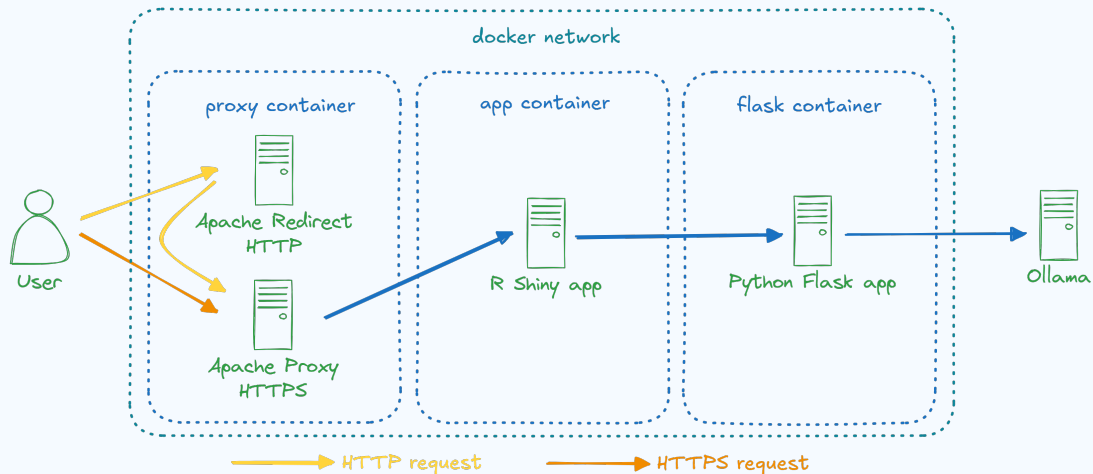 docker network
proxy container
app container
flask container
Apache Redirect
HTTP
User
R Shiny app
Python Flask app
Ollama
Apache Proxy
HTTPS
HTTP request
HTTPS request